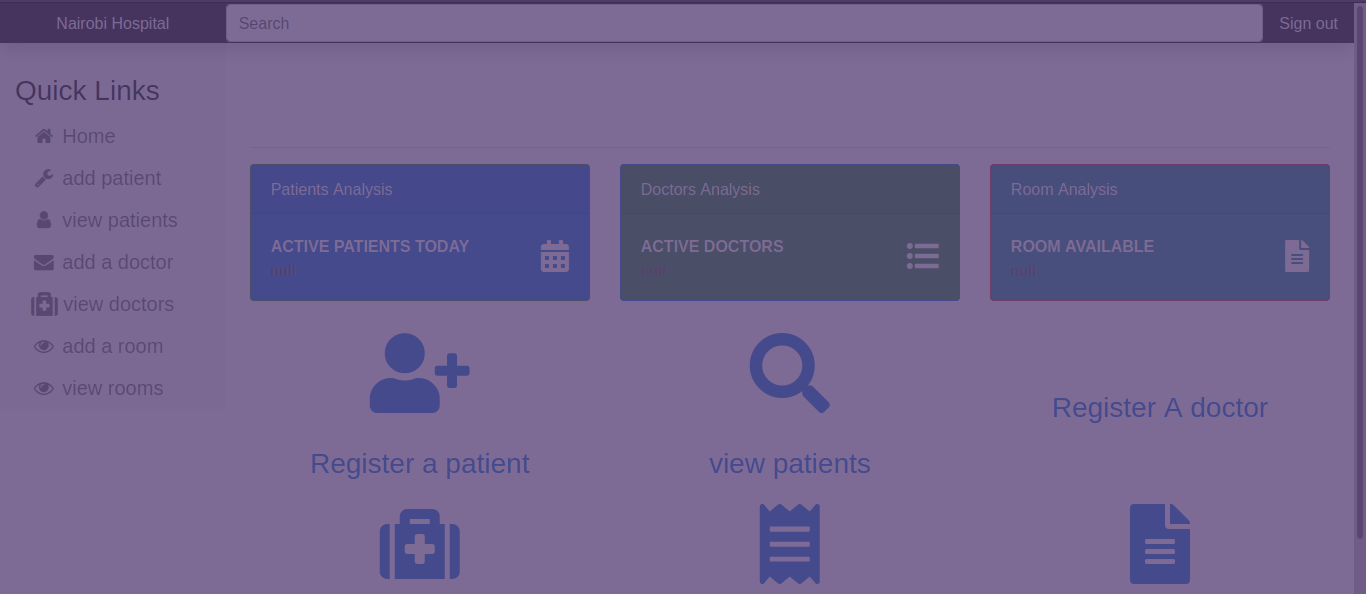 Nairobi Hospital
Search
Sign out
Quick Links
Home
add patient
view patients
add a doctor
view doctors
add a room
view rooms
Patients Analysis
ACTIVE PATIENTS TODAY
null
Doctors Analysis
ACTIVE DOCTORS
null
Room Analysis
ROOM AVAILABLE
null
Register a patient
view patients
Register A doctor